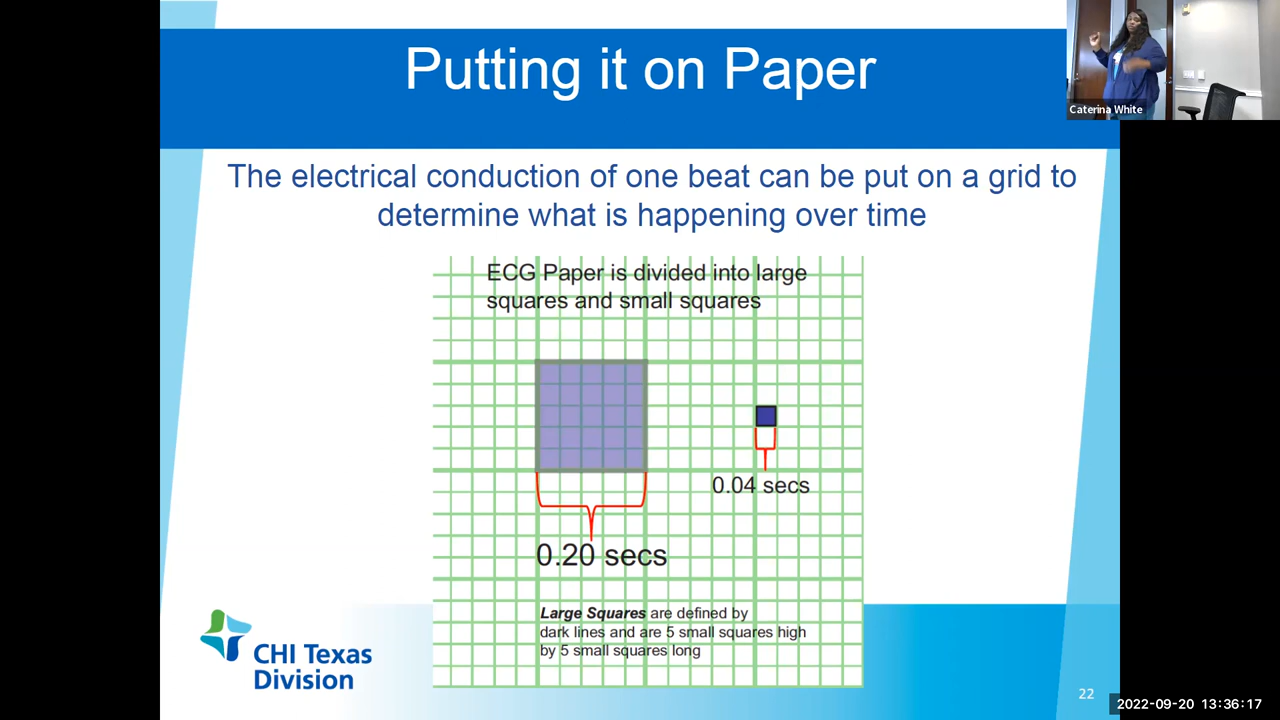 Putting it on Paper
Caterina White
The electrical conduction of one beat can be put on a grid to
determine what is happening over time
ECG Paper is divided into large
squares and small squares
0.04 secs
0.20 secs
Large Squares are defined by
dark lines and are 5 small squares high
by 5 small squares long
CHI Texas
Division
22
2022-09-20 13:36:17